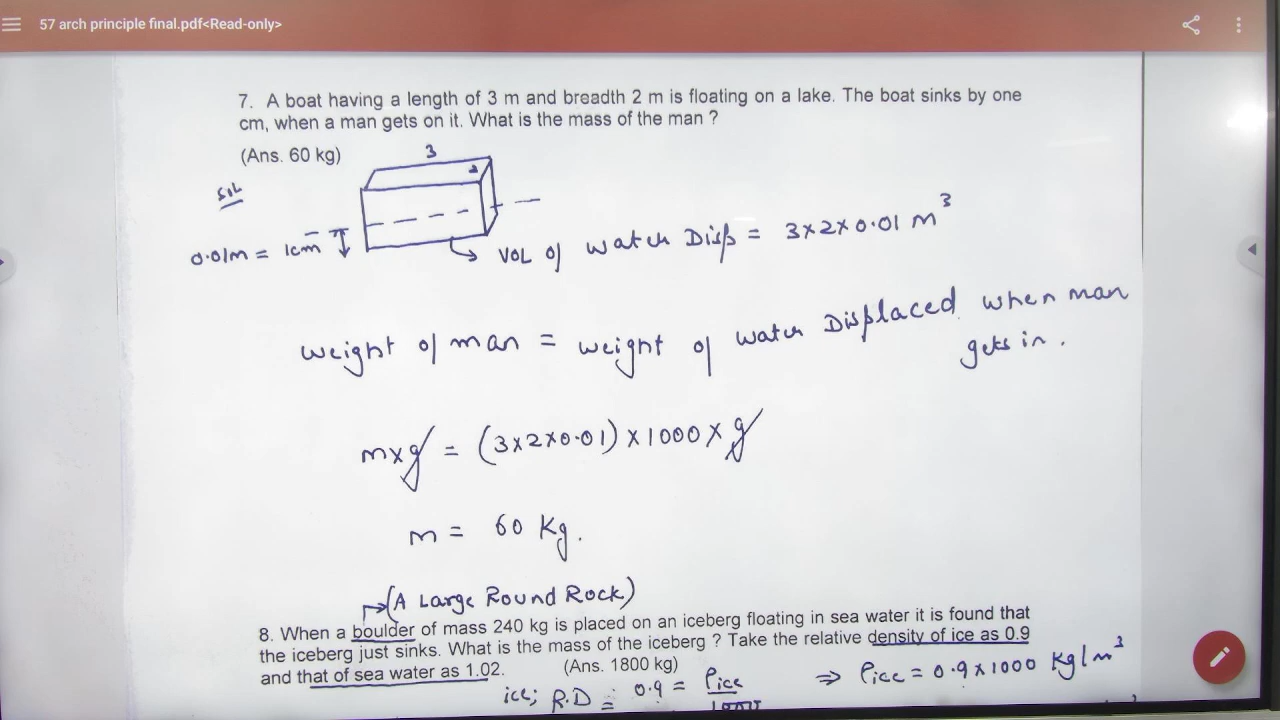 57 arch principle final.pdf<Read-only>
7. A boat having a length of 3 m and breadth 2 m is floating on a lake. The boat sinks by one
cm, when a man gets on it. What is the mass of the man ?
(Ans. 60 kg)
3
2
Sol
0.01m = 1cm
VOL of water Disp = 3x2x0.01 m³
weight of man = weight of water Displaced when man
gets in.
mxg = (3x2x0.01)x1000xg
m = 60 Kg.
(A Large Round Rock)
8. When a boulder of mass 240 kg is placed on an iceberg floating in sea water it is found that
the iceberg just sinks. What is the mass of the iceberg ? Take the relative density of ice as 0.9
and that of sea water as 1.02. (Ans. 1800 kg)
⇒ ρice = 0.9x1000 Kg/m³
ice; R.D = 0.9 = ρice